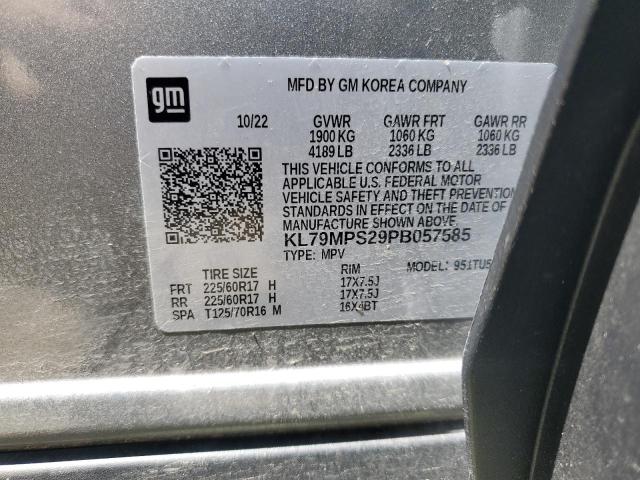 gm
MFD BY GM KOREA COMPANY
10/22 GVWR GAWR FRT GAWR RR
1900 KG 1060 KG 1060 KG
4189 LB 2336 LB 2336 LB
THIS VEHICLE CONFORMS TO ALL
APPLICABLE U.S. FEDERAL MOTOR
VEHICLE SAFETY AND THEFT PREVENTION
STANDARDS IN EFFECT ON THE DATE OF
MANUFACTURE SHOWN ABOVE.
KL79MPS29PB057585
TYPE: MPV MODEL: 951TU5
TIRE SIZE RIM
FRT 225/60R17 H 17X7.5J
RR 225/60R17 H 17X7.5J
SPA T125/70R16 M 16X4BT